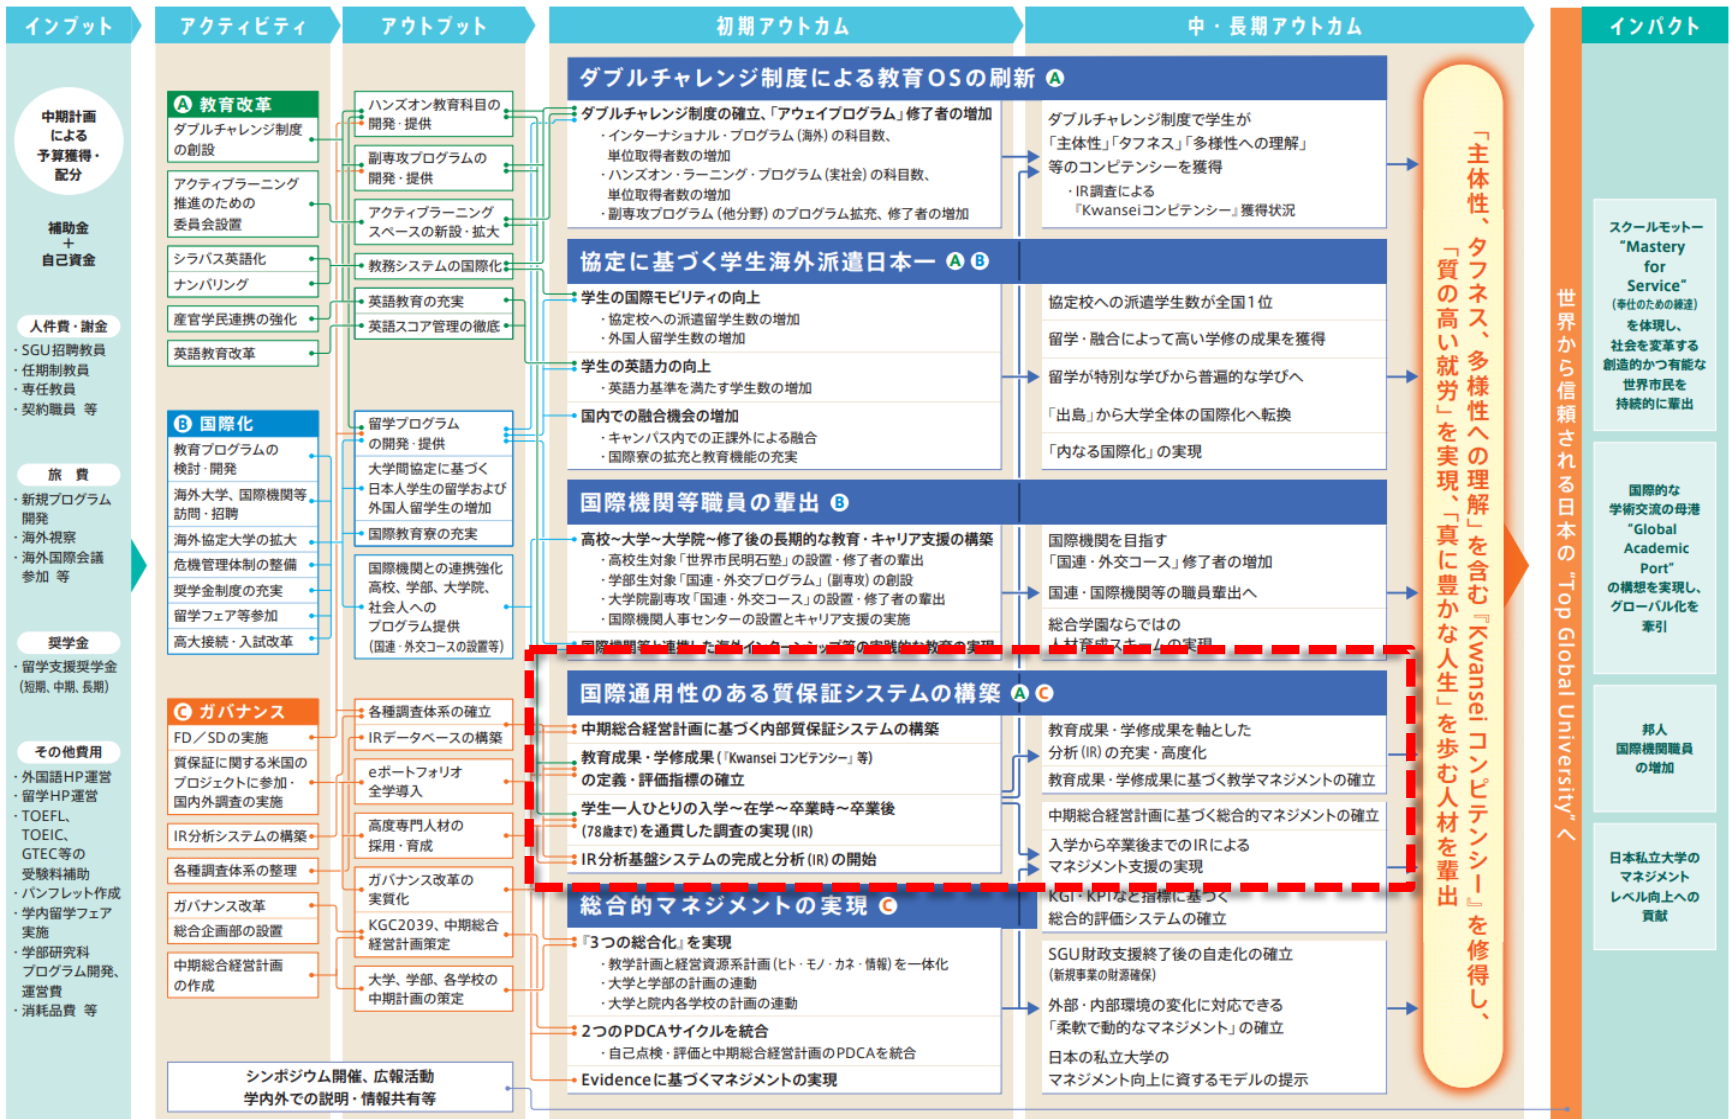 インプット
アクティビティ
アウトプット
初期アウトカム
中・長期アウトカム
インパクト
中期計画
による
予算獲得・
配分
補助金
+
自己資金
人件費・謝金
・SGU招聘教員
・任期制教員
・専任教員
・契約職員 等
旅 費
・新規プログラム
開発
・海外視察
・海外国際会議
参加 等
奨学金
・留学支援奨学金
(短期、中期、長期)
その他費用
・外国語HP運営
・留学HP運営
・TOEFL、
TOEIC、
GTEC等の
受験料補助
・パンフレット作成
・学内留学フェア
実施
・学部研究科
プログラム開発、
運営費
・消耗品費 等
A 教育改革
ダブルチャレンジ制度
の創設
アクティブラーニング
推進のための
委員会設置
シラバス英語化
ナンバリング
産官学民連携の強化
英語教育改革
B 国際化
教育プログラムの
検討・開発
海外大学、国際機関等
訪問・招聘
海外協定大学の拡大
危機管理体制の整備
奨学金制度の充実
留学フェア等参加
高大接続・入試改革
C ガバナンス
FD／SDの実施
質保証に関する米国の
プロジェクトに参加・
国内外調査の実施
IR分析システムの構築
各種調査体系の整理
ガバナンス改革
総合企画部の設置
中期総合経営計画
の作成
シンポジウム開催、広報活動
学内外での説明・情報共有等
ハンズオン教育科目の
開発・提供
副専攻プログラムの
開発・提供
アクティブラーニング
スペースの新設・拡大
教務システムの国際化
英語教育の充実
英語スコア管理の徹底
留学プログラム
の開発・提供
大学間協定に基づく
日本人学生の留学および
外国人留学生の増加
国際教育寮の充実
国際機関との連携強化
高校、学部、大学院、
社会人への
プログラム提供
(国連・外交コースの設置等)
各種調査体系の確立
IRデータベースの構築
eポートフォリオ
全学導入
高度専門人材の
採用・育成
ガバナンス改革の
実質化
KGC2039、中期総合
経営計画策定
大学、学部、各学校の
中期計画の策定
ダブルチャレンジ制度による教育OSの刷新 A
ダブルチャレンジ制度の確立、「アウェイプログラム」修了者の増加
・インターナショナル・プログラム(海外)の科目数、
単位取得者数の増加
・ハンズオン・ラーニング・プログラム(実社会)の科目数、
単位取得者数の増加
・副専攻プログラム(他分野)のプログラム拡充、修了者の増加
ダブルチャレンジ制度で学生が
「主体性」「タフネス」「多様性への理解」
等のコンピテンシーを獲得
・IR調査による
『Kwanseiコンピテンシー』獲得状況
協定に基づく学生海外派遣日本一 A B
学生の国際モビリティの向上
・協定校への派遣留学生数の増加
・外国人留学生数の増加
学生の英語力の向上
・英語力基準を満たす学生数の増加
国内での融合機会の増加
・キャンパス内での正課外による融合
・国際寮の拡充と教育機能の充実
協定校への派遣学生数が全国1位
留学・融合によって高い学修の成果を獲得
留学が特別な学びから普遍的な学びへ
「出島」から大学全体の国際化へ転換
「内なる国際化」の実現
国際機関等職員の輩出 B
高校~大学~大学院~修了後の長期的な教育・キャリア支援の構築
・高校生対象「世界市民明石塾」の設置・修了者の輩出
・学部生対象「国連・外交プログラム」(副専攻)の創設
・大学院副専攻「国連・外交コース」の設置・修了者の輩出
・国際機関人事センターの設置とキャリア支援の実施
国際機関等と連携した海外インターンシップ等の実践的な教育の実現
国際機関を目指す
「国連・外交コース」修了者の増加
国連・国際機関等の職員輩出へ
総合学園ならではの
人材育成スキームの実現
国際通用性のある質保証システムの構築 A C
中期総合経営計画に基づく内部質保証システムの構築
教育成果・学修成果(『Kwansei コンピテンシー』等)
の定義・評価指標の確立
学生一人ひとりの入学~在学~卒業時~卒業後
(78歳まで)を通貫した調査の実現(IR)
IR分析基盤システムの完成と分析(IR)の開始
教育成果・学修成果を軸とした
分析(IR)の充実・高度化
教育成果・学修成果に基づく教学マネジメントの確立
中期総合経営計画に基づく総合的マネジメントの確立
入学から卒業後までのIRによる
マネジメント支援の実現
総合的マネジメントの実現 C
『3つの総合化』を実現
・教学計画と経営資源系計画(ヒト・モノ・カネ・情報)を一体化
・大学と学部の計画の連動
・大学と院内各学校の計画の連動
2つのPDCAサイクルを統合
・自己点検・評価と中期総合経営計画のPDCAを統合
Evidenceに基づくマネジメントの実現
KGI・KPIなど指標に基づく
総合的評価システムの確立
SGU財政支援終了後の自走化の確立
(新規事業の財源確保)
外部・内部環境の変化に対応できる
「柔軟で動的なマネジメント」の確立
日本の私立大学の
マネジメント向上に資するモデルの提示
「主体性、タフネス、多様性への理解」を含む『Kwansei コンピテンシー』を修得し、
「質の高い就労」を実現、「真に豊かな人生」を歩む人材を輩出
世界から信頼される日本の“Top Global University”へ
スクールモットー
“Mastery
for
Service”
(奉仕のための練達)
を体現し、
社会を変革する
創造的かつ有能な
世界市民を
持続的に輩出
国際的な
学術交流の母港
“Global
Academic
Port”
の構想を実現し、
グローバル化を
牽引
邦人
国際機関職員
の増加
日本私立大学の
マネジメント
レベル向上への
貢献